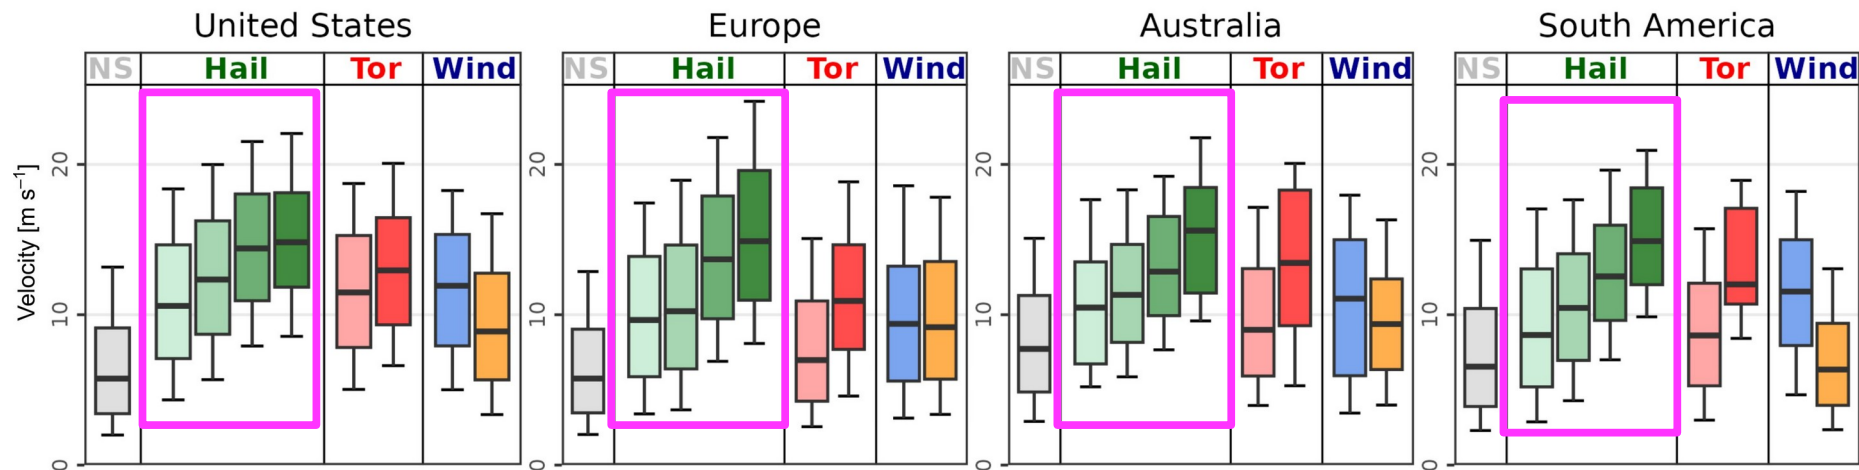 United States Europe Australia South America
NS Hail Tor Wind NS Hail Tor Wind NS Hail Tor Wind NS Hail Tor Wind
Velocity [m s⁻¹]
20 20 20 20
10 10 10 10
0 0 0 0